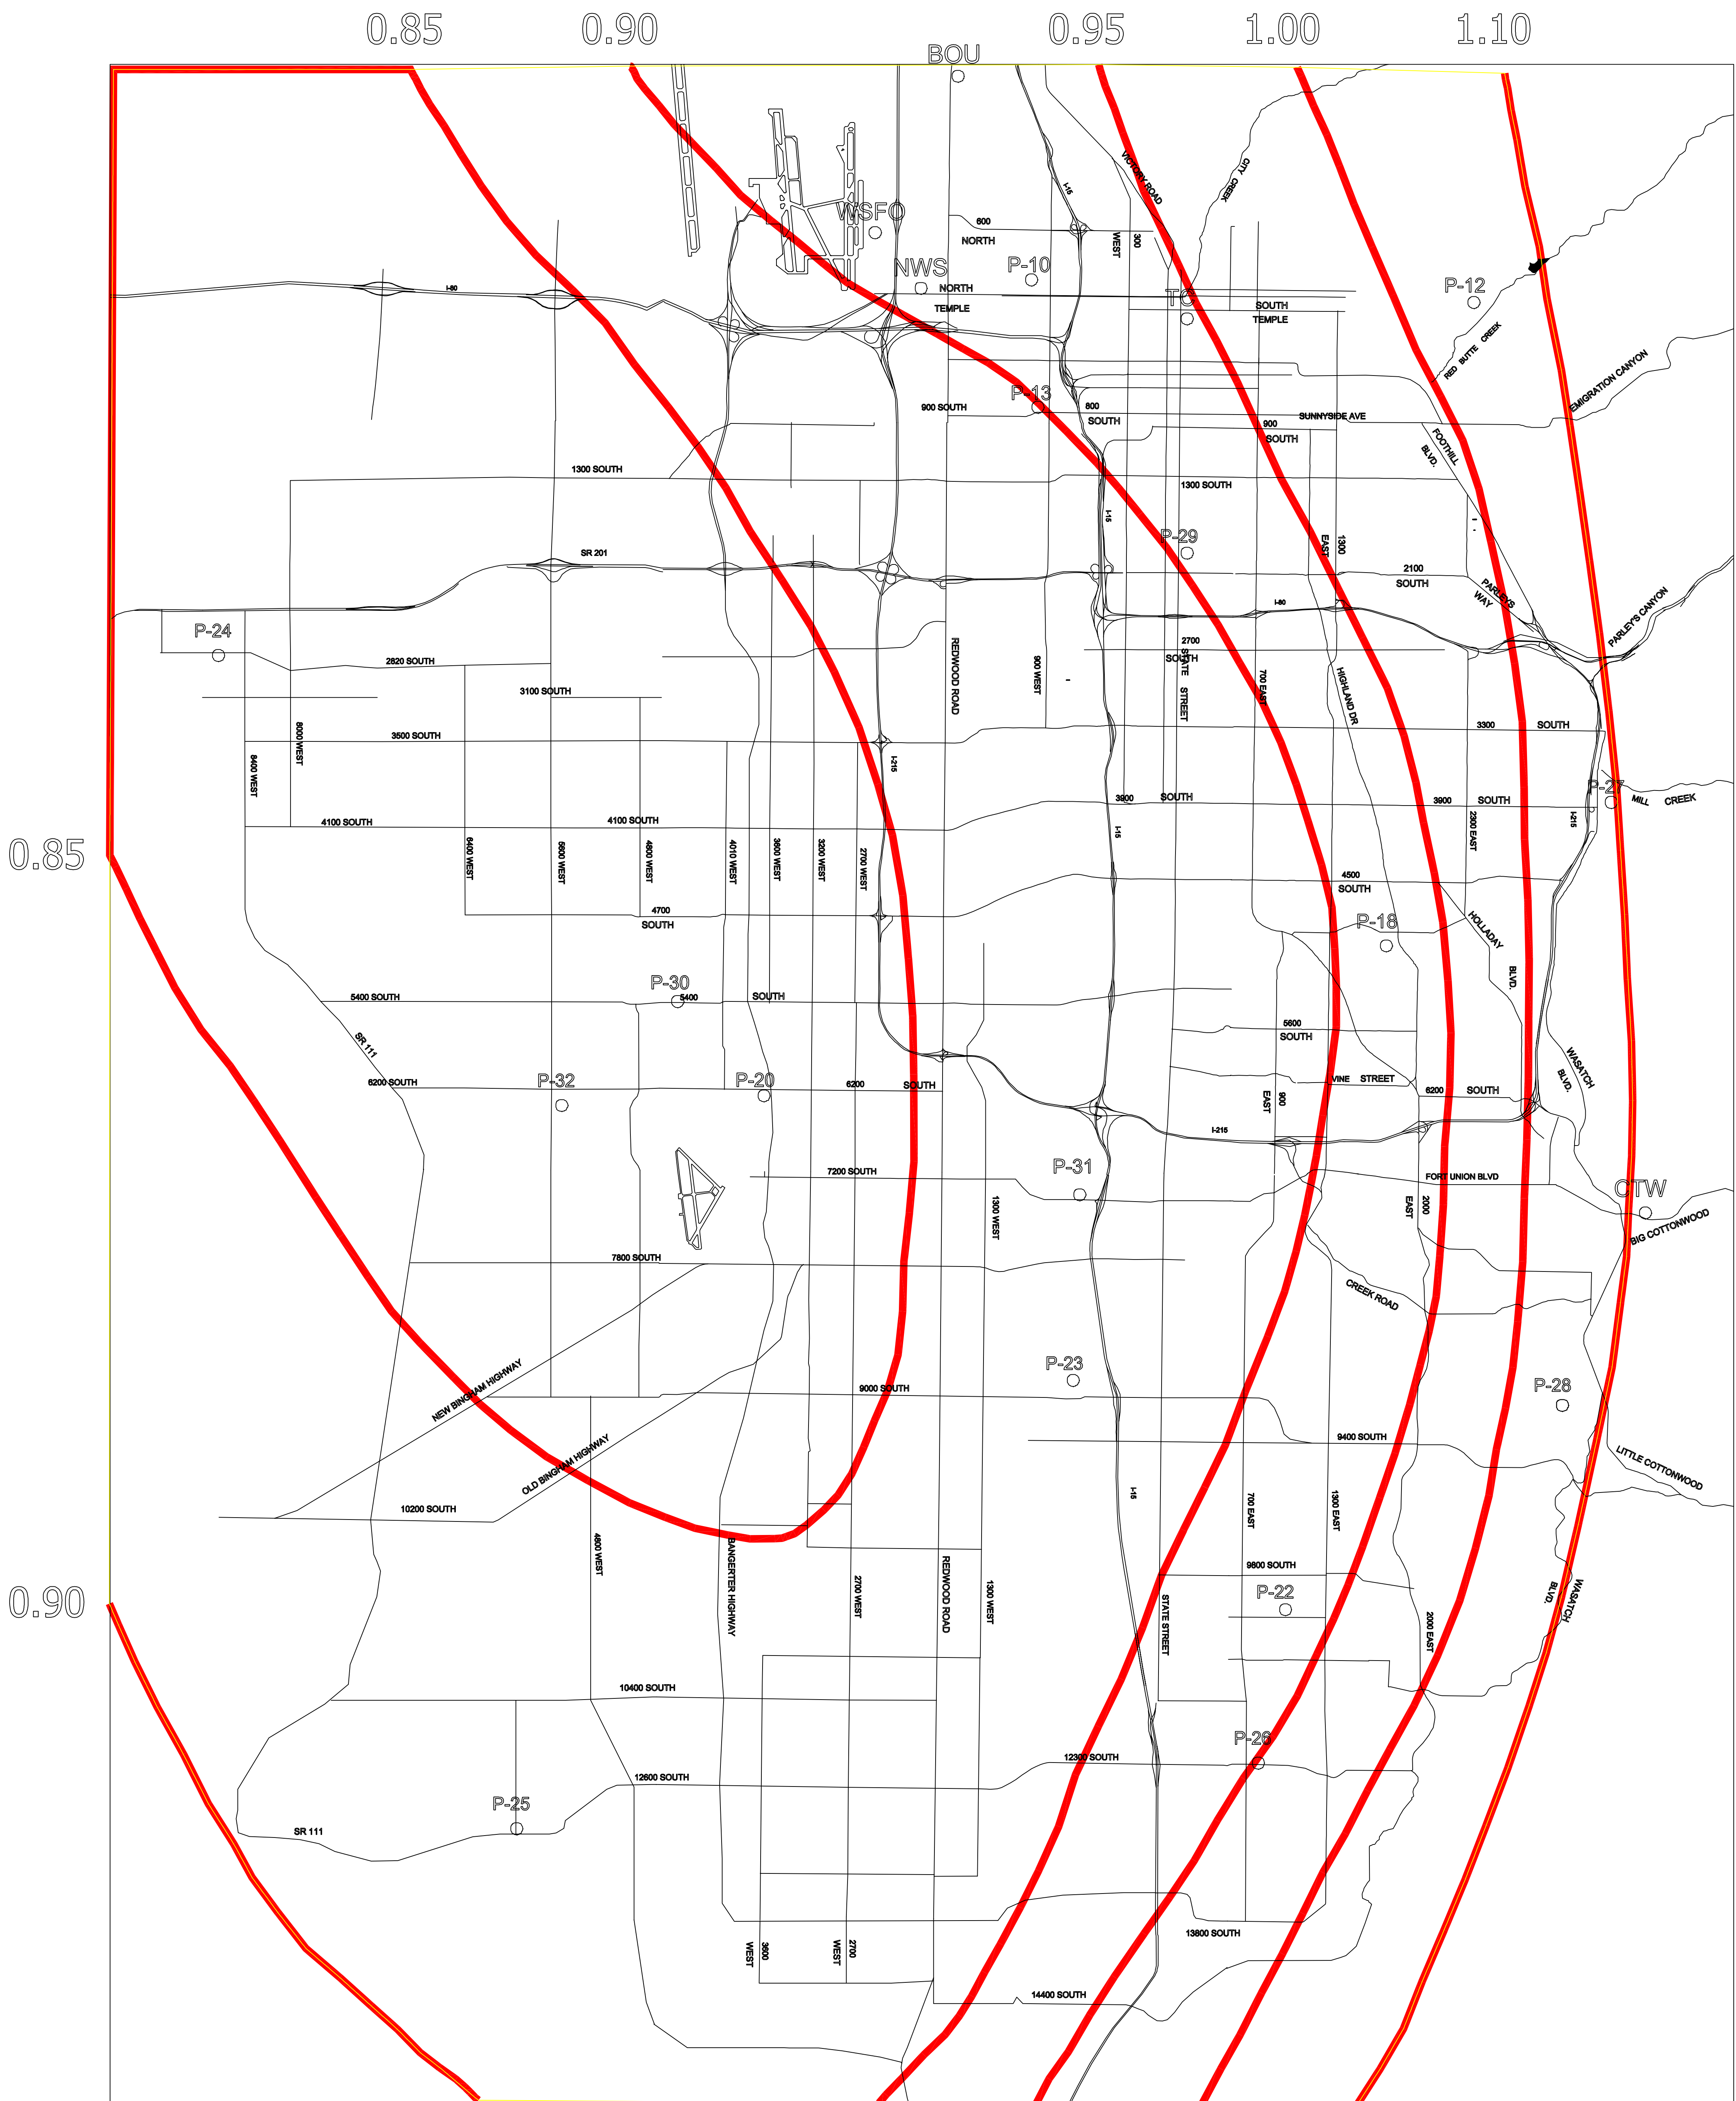 0.85
0.90
0.95
1.00
1.10
BOU
VICTORY ROAD
CITY CREEK
I-15
WSFO
600
NORTH
300
WEST
NWS
P-10
P-12
I-80
NORTH
TEMPLE
TC
SOUTH
TEMPLE
RED BUTTE CREEK
EMIGRATION CANYON
P-13
900 SOUTH
800
SOUTH
SUNNYSIDE AVE
900
SOUTH
FOOTHILL
BLVD.
1300 SOUTH
1300 SOUTH
I-15
P-29
1300
EAST
SR 201
2100
SOUTH
PARLEY'S
WAY
I-80
PARLEY'S CANYON
P-24
2820 SOUTH
REDWOOD ROAD
900 WEST
2700
SOUTH
STATE STREET
700 EAST
HIGHLAND DR
3100 SOUTH
8000 WEST
3500 SOUTH
3300 SOUTH
8400 WEST
I-215
P-27
MILL CREEK
3900 SOUTH
3900 SOUTH
4100 SOUTH
4100 SOUTH
I-15
2300 EAST
I-215
0.85
6400 WEST
5600 WEST
4800 WEST
4010 WEST
3600 WEST
3200 WEST
2700 WEST
4500
SOUTH
4700
SOUTH
P-18
HOLLADAY
BLVD.
P-30
5400 SOUTH
5400 SOUTH
5600
SOUTH
SR 111
WASATCH
BLVD.
6200 SOUTH
P-32
P-20
6200 SOUTH
VINE STREET
6200 SOUTH
900
EAST
I-215
7200 SOUTH
P-31
FORT UNION BLVD
CTW
1300 WEST
2000
EAST
BIG COTTONWOOD
7800 SOUTH
CREEK ROAD
P-23
P-28
9000 SOUTH
NEW BINGHAM HIGHWAY
OLD BINGHAM HIGHWAY
9400 SOUTH
LITTLE COTTONWOOD
10200 SOUTH
I-15
700 EAST
1300 EAST
4800 WEST
BANGERTER HIGHWAY
2700 WEST
REDWOOD ROAD
1300 WEST
9800 SOUTH
P-22
STATE STREET
2000 EAST
WASATCH
BLVD.
0.90
10400 SOUTH
P-26
12300 SOUTH
12600 SOUTH
P-25
SR 111
3600
WEST
2700
WEST
13800 SOUTH
14400 SOUTH